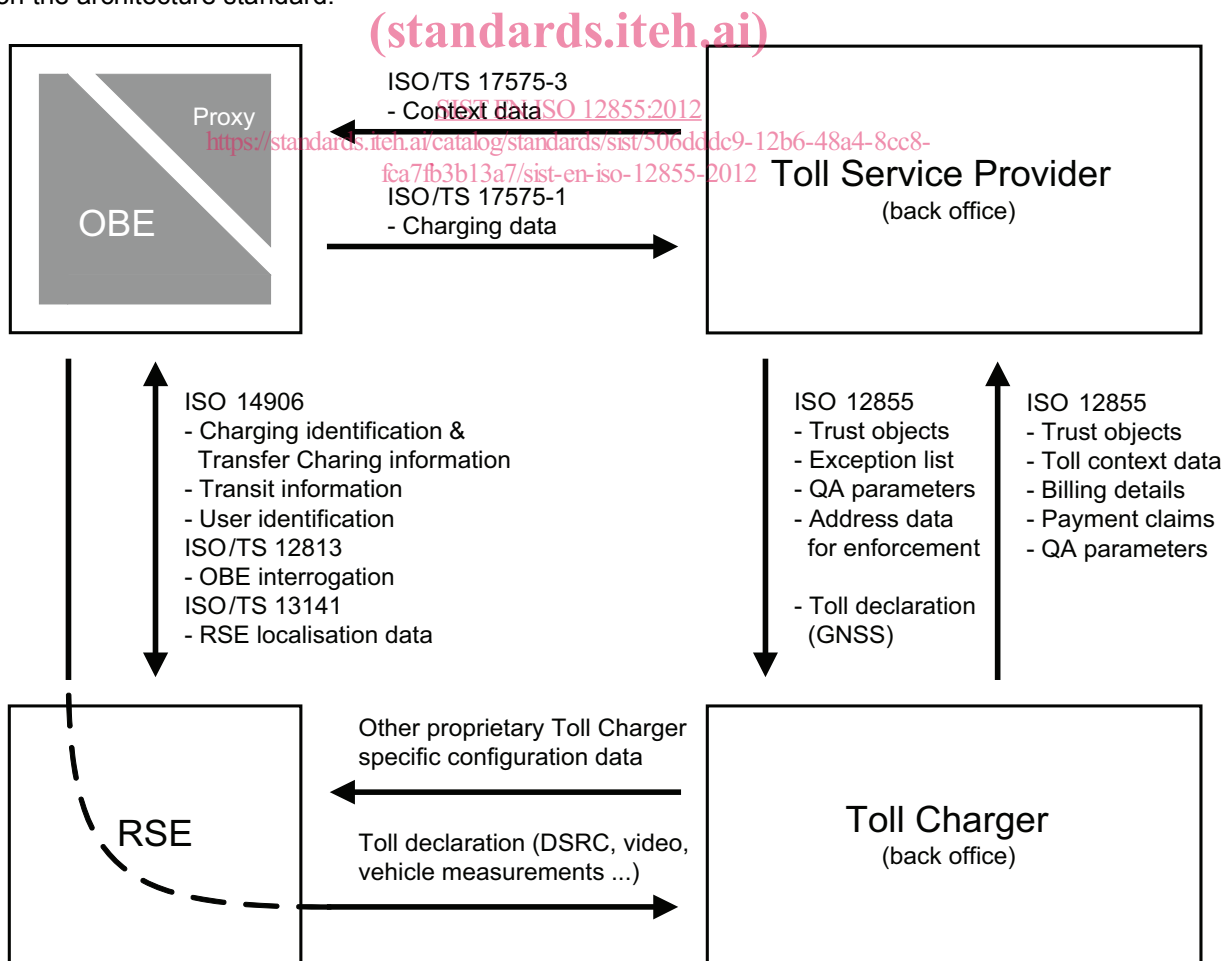 on the architecture standard.
(standards.iteh.ai)
ISO/TS 17575-3
- Context data
SIST EN ISO 12855:2012
https://standards.iteh.ai/catalog/standards/sist/506dddc9-12b6-48a4-8cc8-
fca7fb3b13a7/sist-en-iso-12855-2012
ISO/TS 17575-1
- Charging data
Proxy
OBE
Toll Service Provider
(back office)
ISO 14906
- Charging identification &
Transfer Charing information
- Transit information
- User identification
ISO/TS 12813
- OBE interrogation
ISO/TS 13141
- RSE localisation data
ISO 12855
- Trust objects
- Exception list
- QA parameters
- Address data
for enforcement
- Toll declaration
(GNSS)
ISO 12855
- Trust objects
- Toll context data
- Billing details
- Payment claims
- QA parameters
Other proprietary Toll Charger
specific configuration data
RSE
Toll declaration (DSRC, video,
vehicle measurements ...)
Toll Charger
(back office)